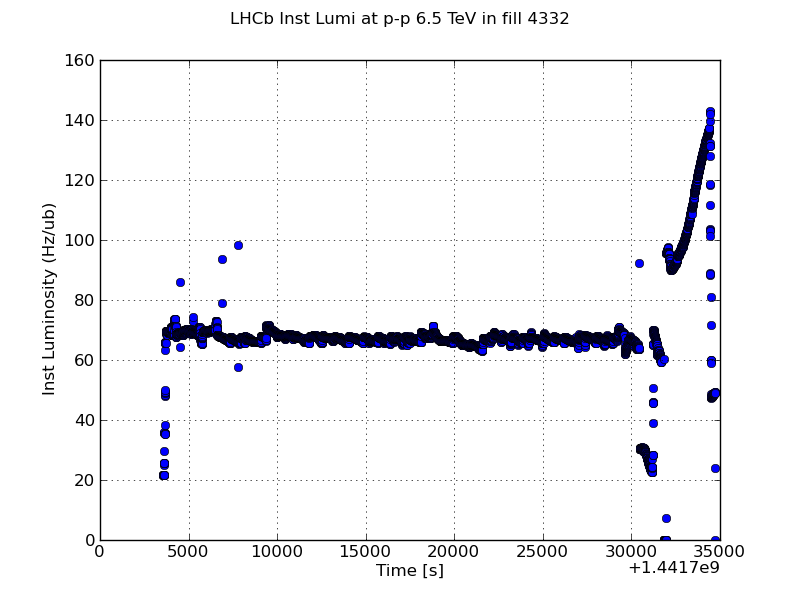 LHCb Inst Lumi at p-p 6.5 TeV in fill 4332
160
140
120
100
80
60
40
20
0
Inst Luminosity (Hz/ub)
0 5000 10000 15000 20000 25000 30000 35000
Time [s]
+1.4417e9